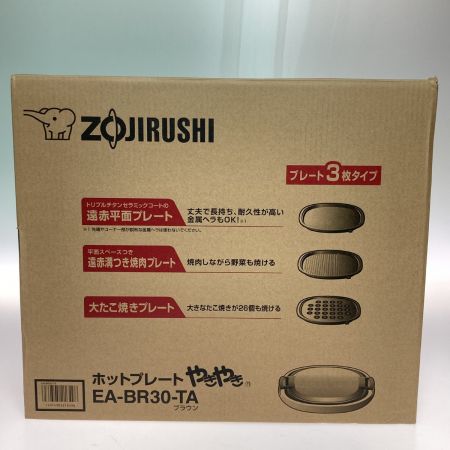 ZOJIRUSHI
プレート3枚タイプ
トリプルチタンセラミックコートの
遠赤平面プレート
丈夫で長持ち、耐久性が高い
金属ヘラもOK!※1
平面スペースつき
遠赤溝つき焼肉プレート
焼肉しながら野菜も焼ける
大たこ焼きプレート
大きなたこ焼きが26個も焼ける
ホットプレート やきやき
EA-BR30-TA
ブラウン